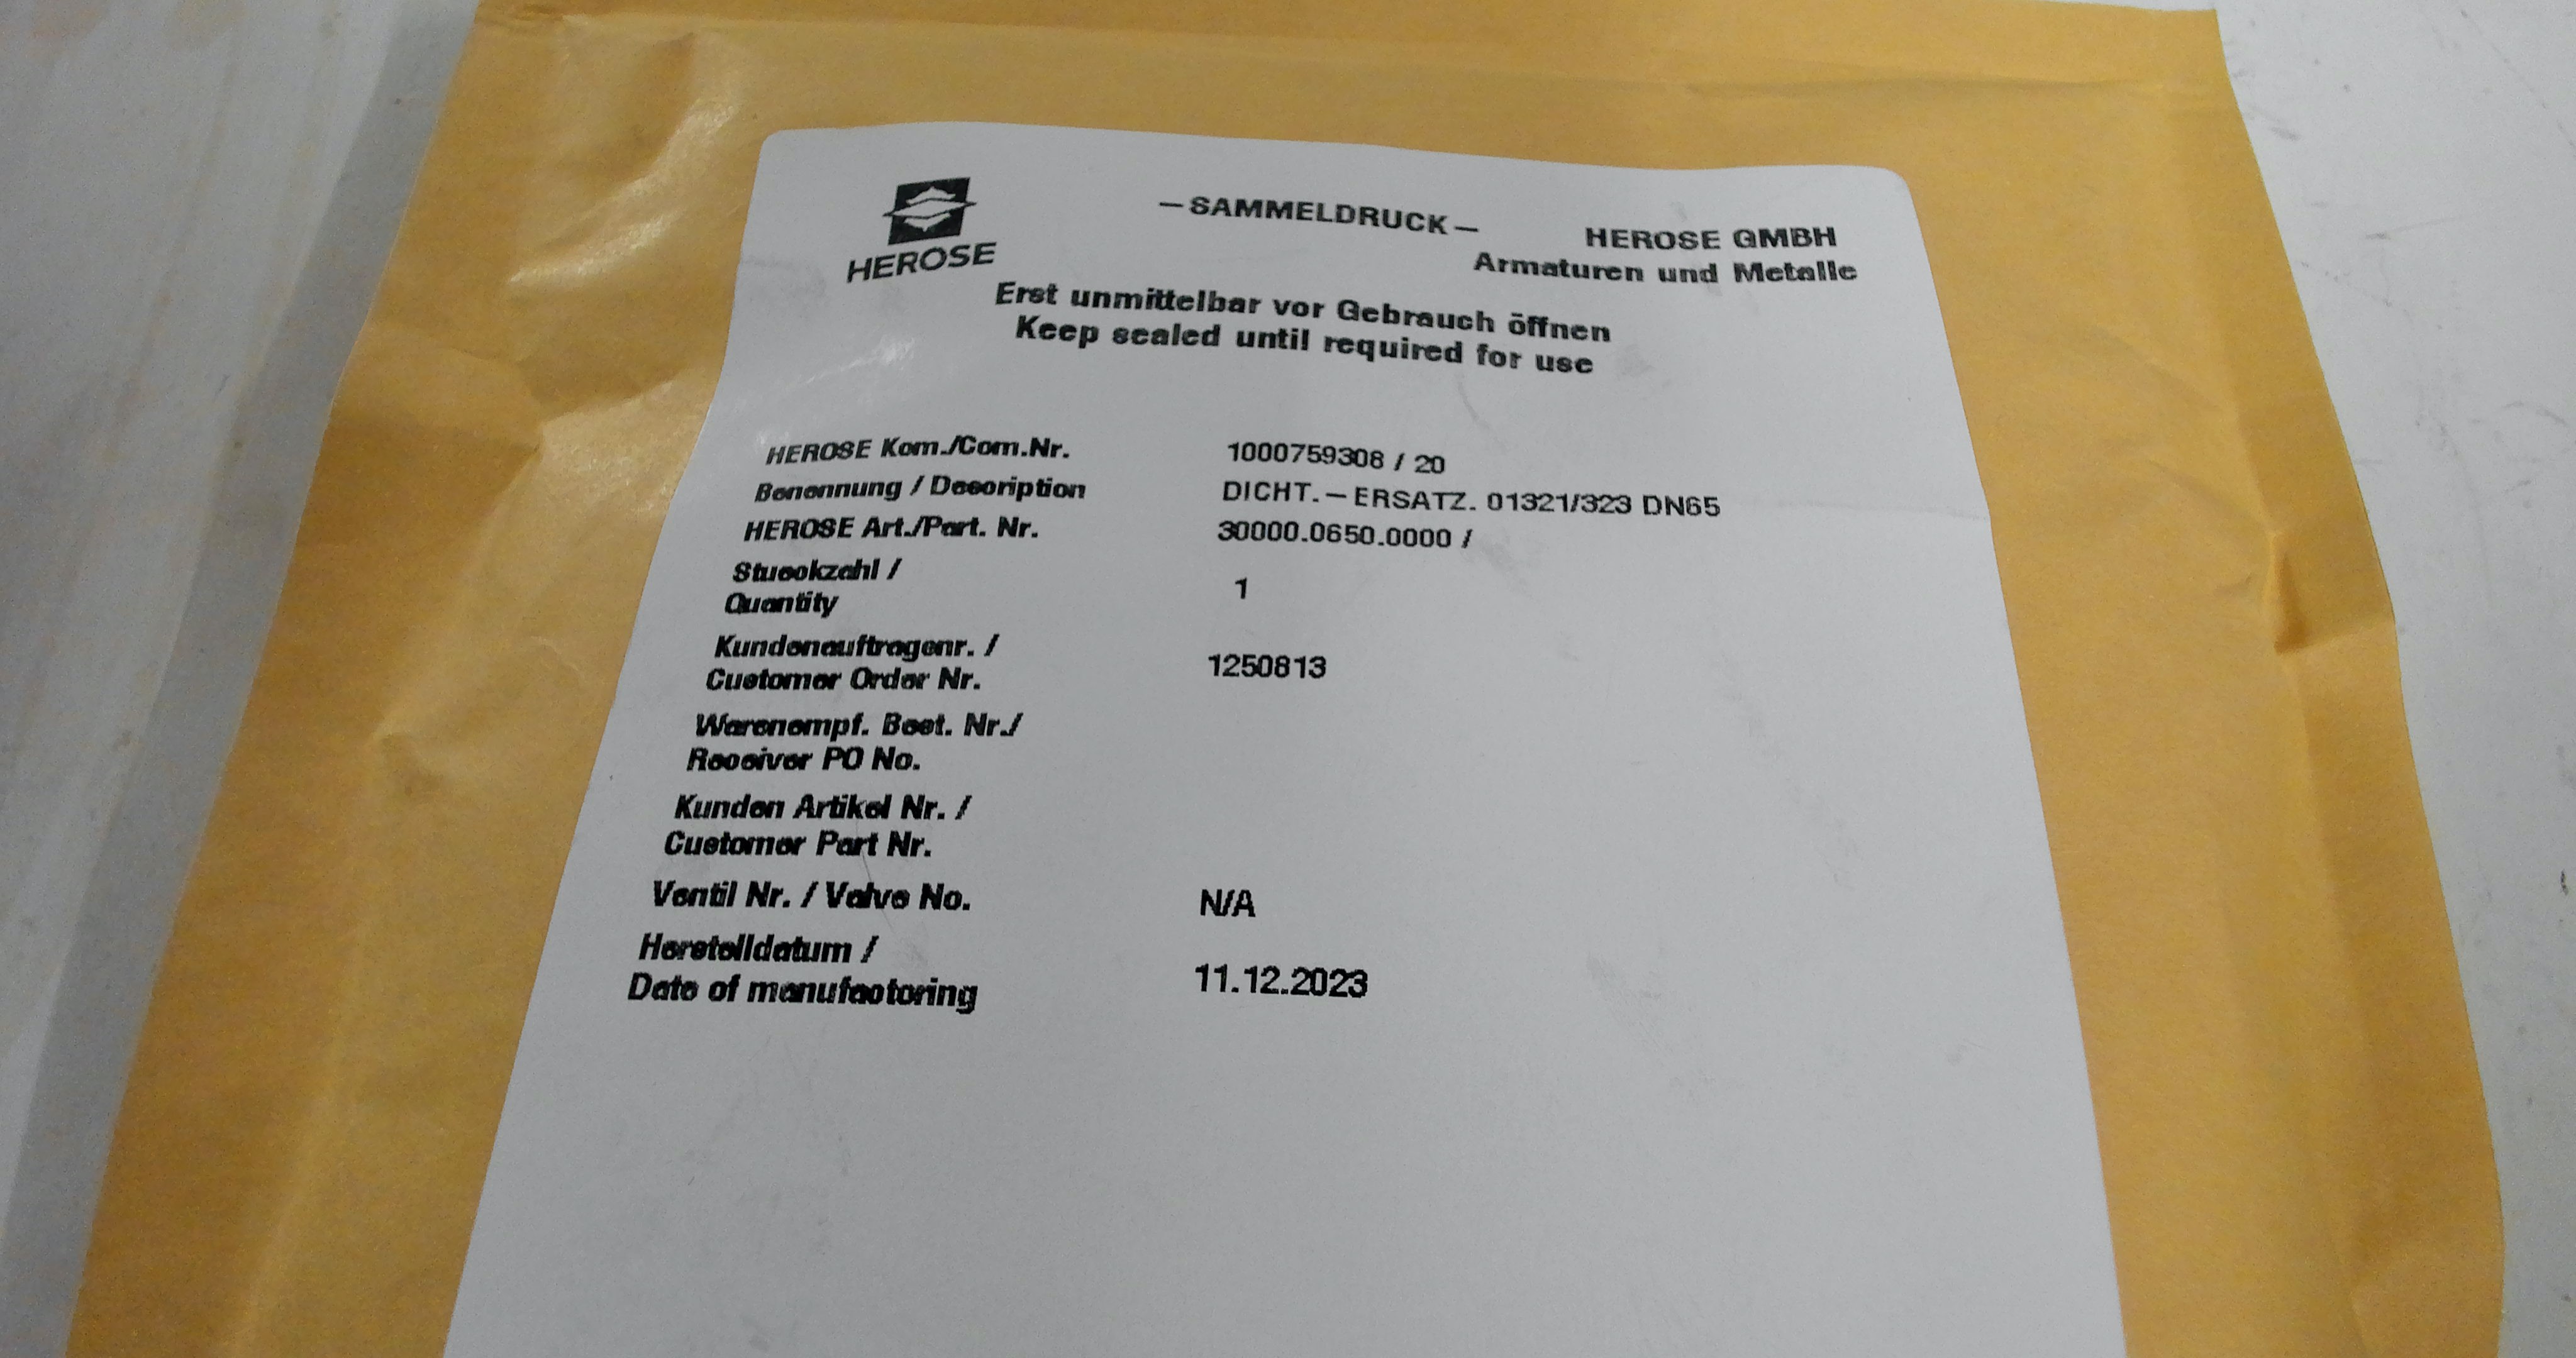 HEROSE
—SAMMELDRUCK—
HEROSE GMBH
Armaturen und Metalle
Erst unmittelbar vor Gebrauch öffnen
Keep sealed until required for use
HEROSE Kom./Com.Nr. 1000759308 / 20
Benennung / Description DICHT.—ERSATZ. 01321/323 DN65
HEROSE Art./Part. Nr. 30000.0650.0000 /
Stueckzahl /
Quantity 1
Kundenauftragsnr. /
Customer Order Nr. 1250813
Warenempf. Best. Nr./
Receiver PO No.
Kunden Artikel Nr. /
Customer Part Nr.
Ventil Nr. / Valve No. N/A
Herstelldatum /
Date of manufactoring 11.12.2023